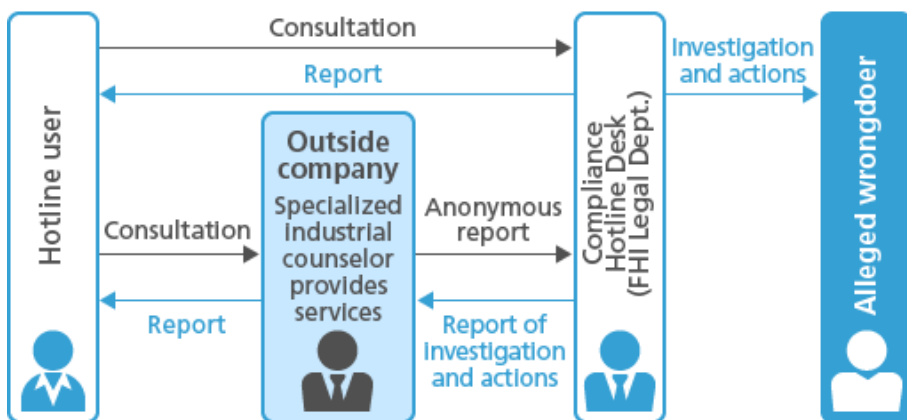 Consultation
Report
Investigation
and actions
Hotline user
Consultation
Report
Outside
company
Specialized
industrial
counselor
provides
services
Anonymous
report
Report of
investigation
and actions
Compliance
Hotline Desk
(FHI Legal Dept.)
Alleged wrongdoer